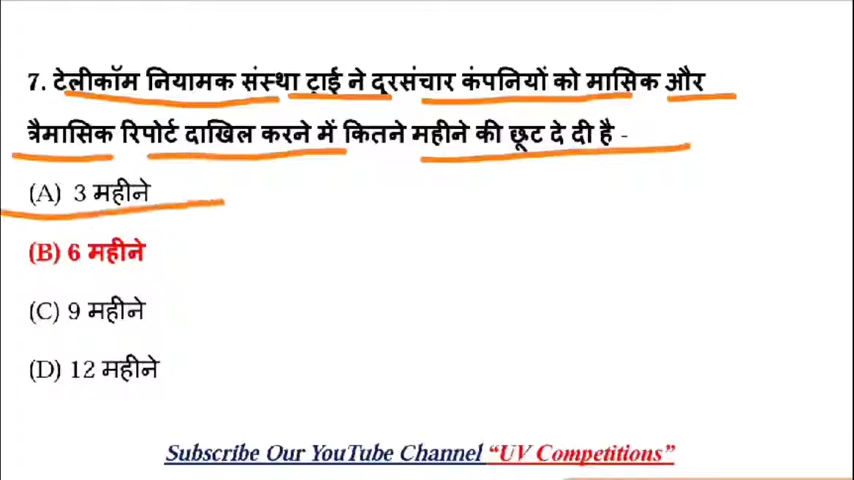 7. टेलीकॉम नियामक संस्था ट्राई ने दूरसंचार कंपनियों को मासिक और
त्रैमासिक रिपोर्ट दाखिल करने में कितने महीने की छूट दे दी है -
(A) 3 महीने
(B) 6 महीने
(C) 9 महीने
(D) 12 महीने
Subscribe Our YouTube Channel “UV Competitions”